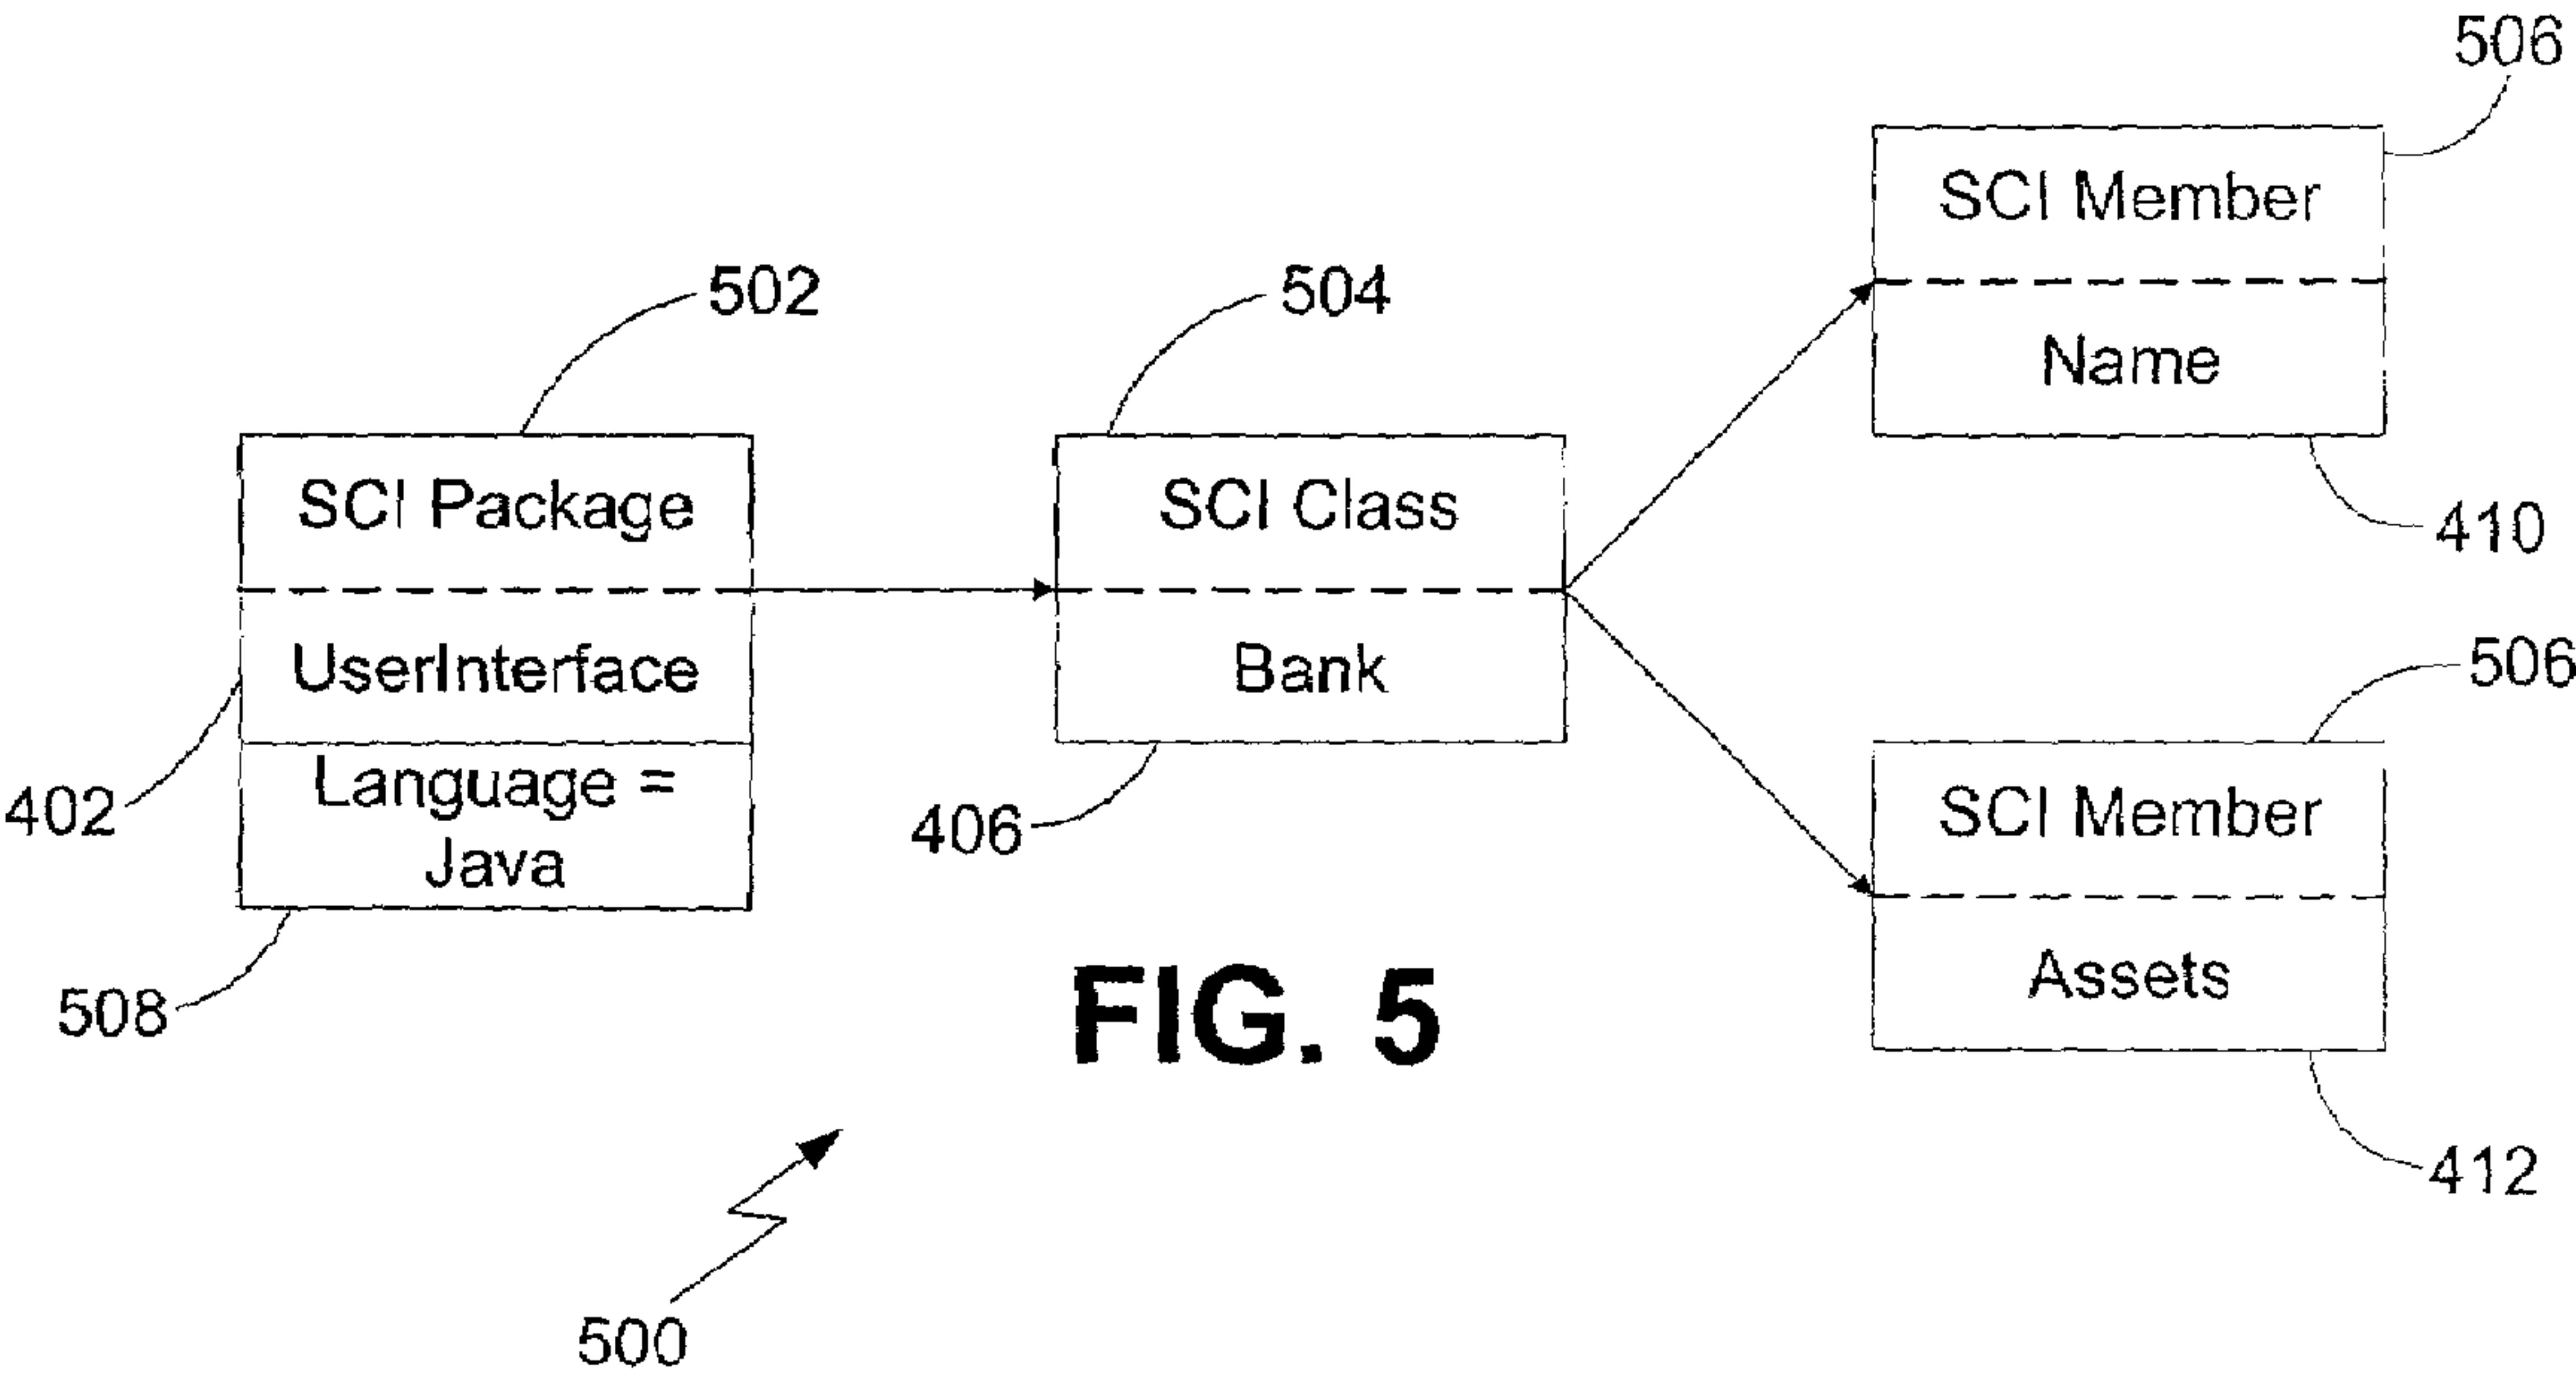 506
SCI Member
Name
410
502
SCI Package
UserInterface
Language =
Java
402
508
504
SCI Class
Bank
406
506
SCI Member
Assets
412
FIG. 5
500